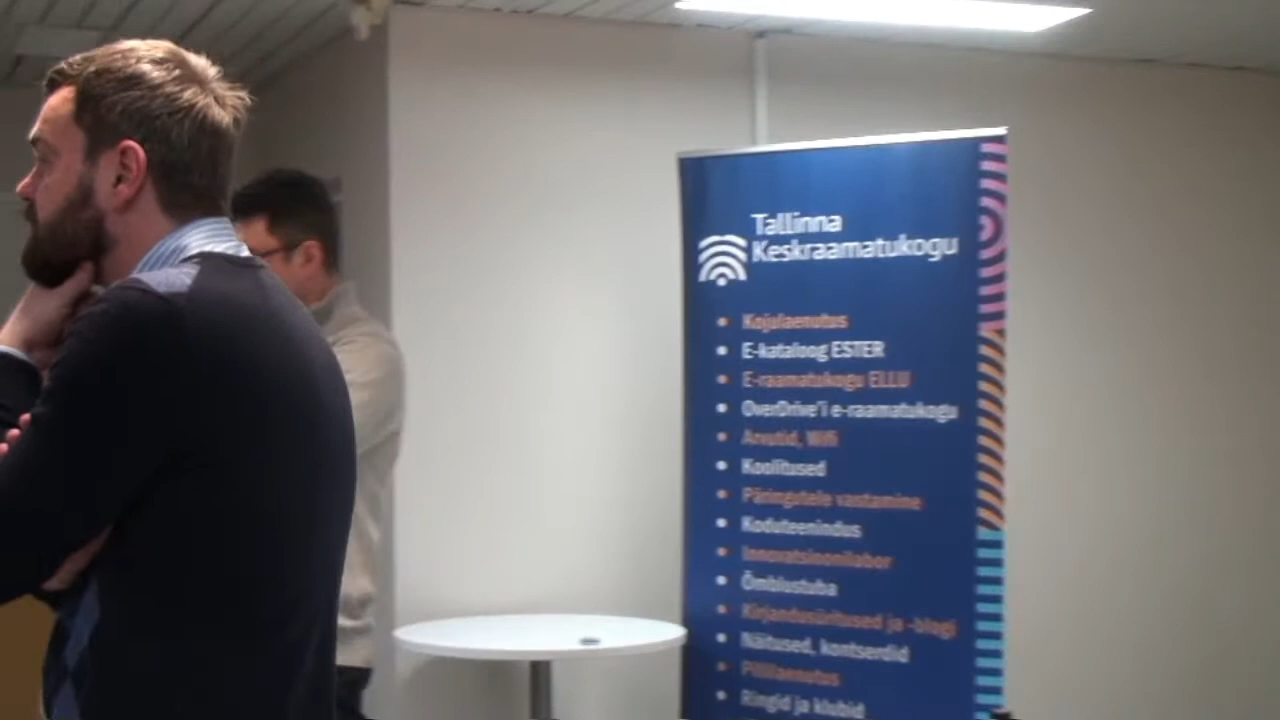 Tallinna
Keskraamatukogu
Kojulaenutus
E-kataloog ESTER
E-raamatukogu ELLU
OverDrive'i e-raamatukogu
Arvutid, Wifi
Koolitused
Päringutele vastamine
Koduteenindus
Innovatsioonilabor
Õmblustuba
Kirjandusüritused ja -blogi
Näitused, kontserdid
Pillilaenutus
Ringid ja klubid